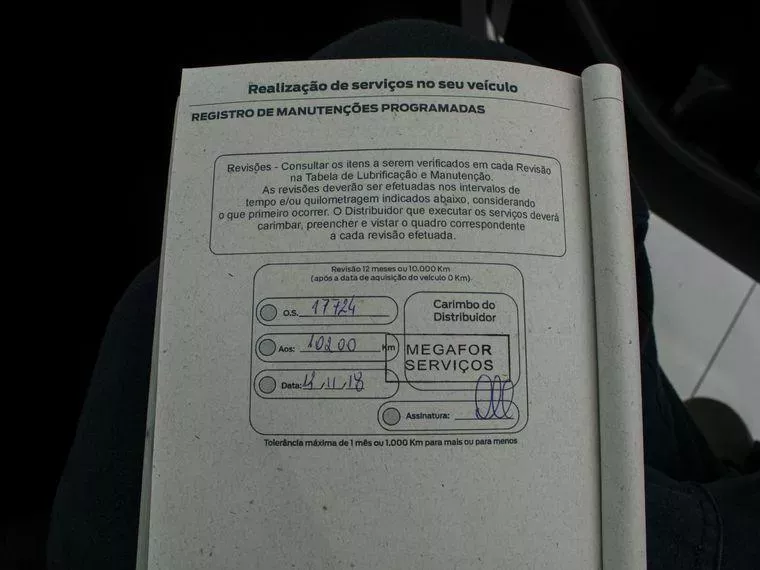 Realização de serviços no seu veículo
REGISTRO DE MANUTENÇÕES PROGRAMADAS
Revisões - Consultar os itens a serem verificados em cada Revisão
na Tabela de Lubrificação e Manutenção.
As revisões deverão ser efetuadas nos intervalos de
tempo e/ou quilometragem indicados abaixo, considerando
o que primeiro ocorrer. O Distribuidor que executar os serviços deverá
carimbar, preencher e vistar o quadro correspondente
a cada revisão efetuada.
Revisão 12 meses ou 10.000 Km
(após a data de aquisição do veículo 0 Km)
O.S. 17724
Aos: 10200 Km
Data: 11.18
Carimbo do
Distribuidor
MEGAFOR
SERVIÇOS
Assinatura:
Tolerância máxima de 1 mês ou 1.000 Km para mais ou para menos